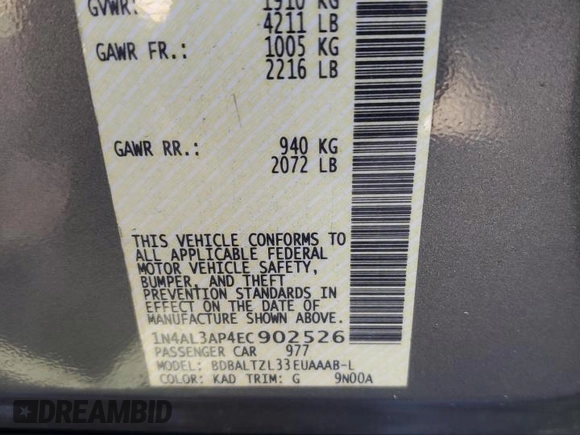 GVWR: 1910 KG
4211 LB
GAWR FR.: 1005 KG
2216 LB
GAWR RR.: 940 KG
2072 LB
THIS VEHICLE CONFORMS TO
ALL APPLICABLE FEDERAL
MOTOR VEHICLE SAFETY,
BUMPER, AND THEFT
PREVENTION STANDARDS IN
EFFECT ON THE DATE OF
MANUFACTURE SHOWN ABOVE.
1N4AL3AP4EC902526
PASSENGER CAR 977
MODEL: BDBALTZL33EUAAAB-L
COLOR: KAD TRIM: G 9N00A
DREAMBID